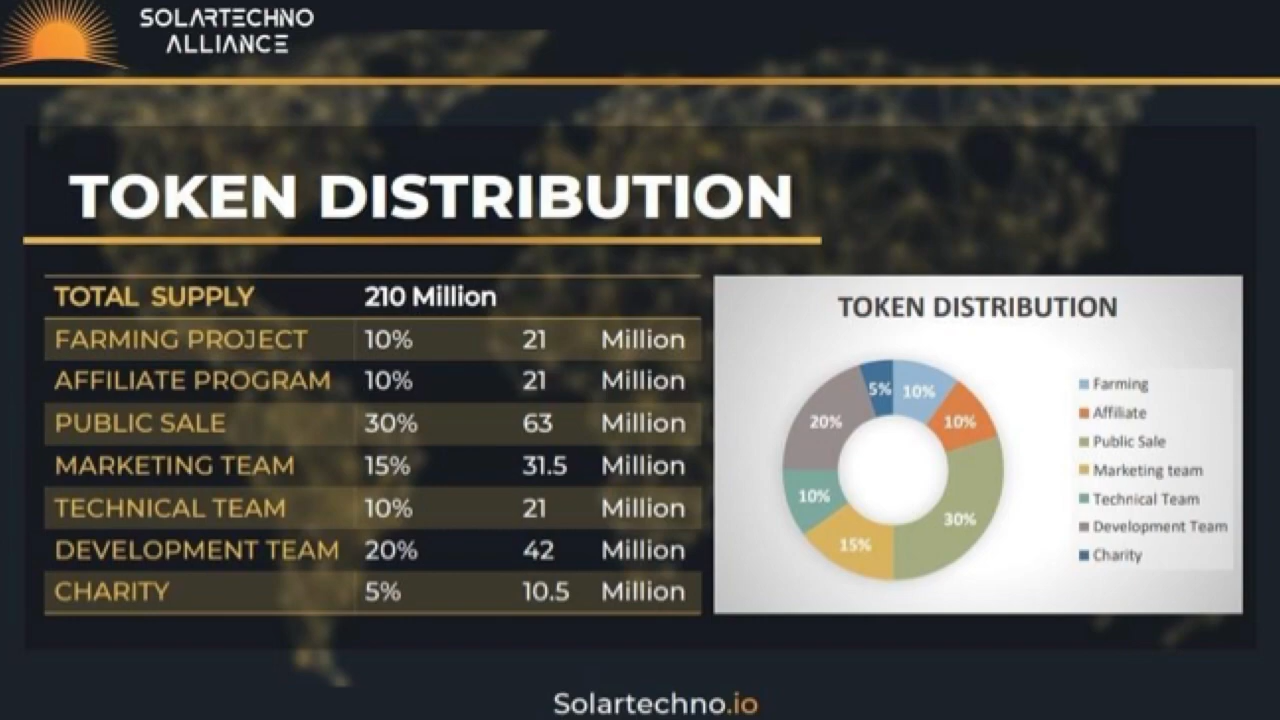 SOLARTECHNO
ALLIANCE
TOKEN DISTRIBUTION
TOTAL SUPPLY 210 Million
FARMING PROJECT 10% 21 Million
AFFILIATE PROGRAM 10% 21 Million
PUBLIC SALE 30% 63 Million
MARKETING TEAM 15% 31.5 Million
TECHNICAL TEAM 10% 21 Million
DEVELOPMENT TEAM 20% 42 Million
CHARITY 5% 10.5 Million
TOKEN DISTRIBUTION
5% 10%
20% 10%
10% 30%
15%
Farming
Affiliate
Public Sale
Marketing team
Technical Team
Development Team
Charity
Solartechno.io